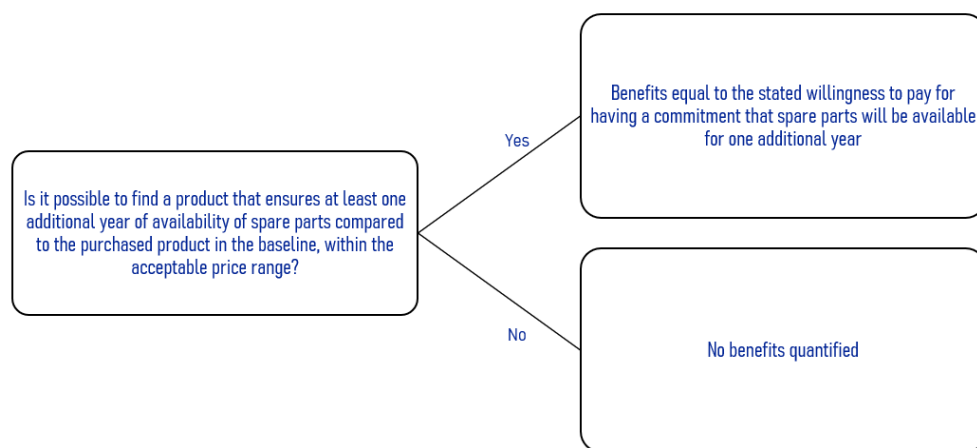 Benefits equal to the stated willingness to pay for
having a commitment that spare parts will be available
for one additional year
Yes
Is it possible to find a product that ensures at least one
additional year of availability of spare parts compared
to the purchased product in the baseline, within the
acceptable price range?
No
No benefits quantified